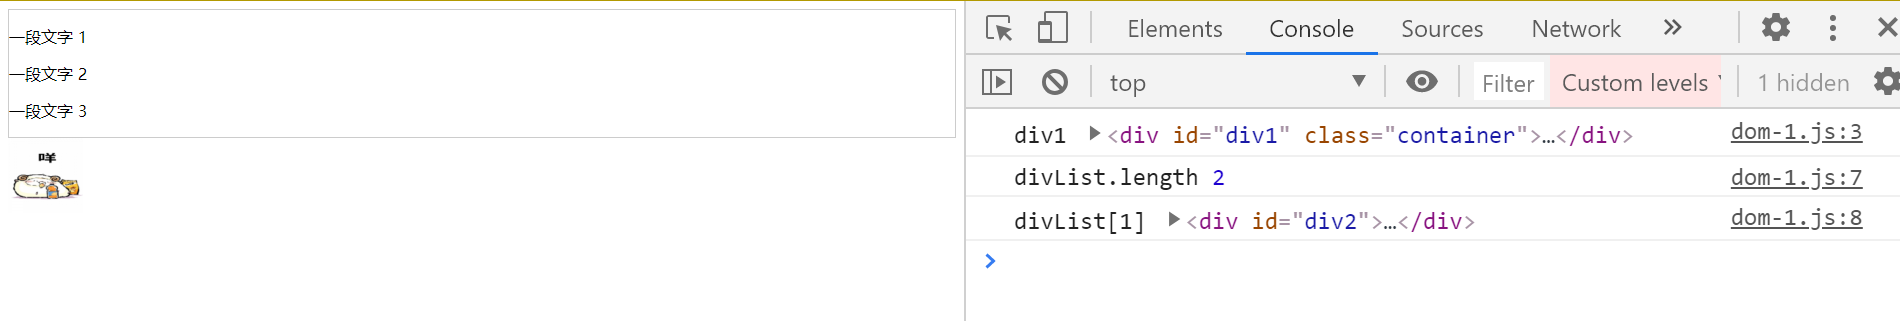 一段文字 1
一段文字 2
一段文字 3
咩
Elements Console Sources Network
top Filter Custom levels 1 hidden
div1 <div id="div1" class="container">…</div> dom-1.js:3
divList.length 2 dom-1.js:7
divList[1] <div id="div2">…</div> dom-1.js:8